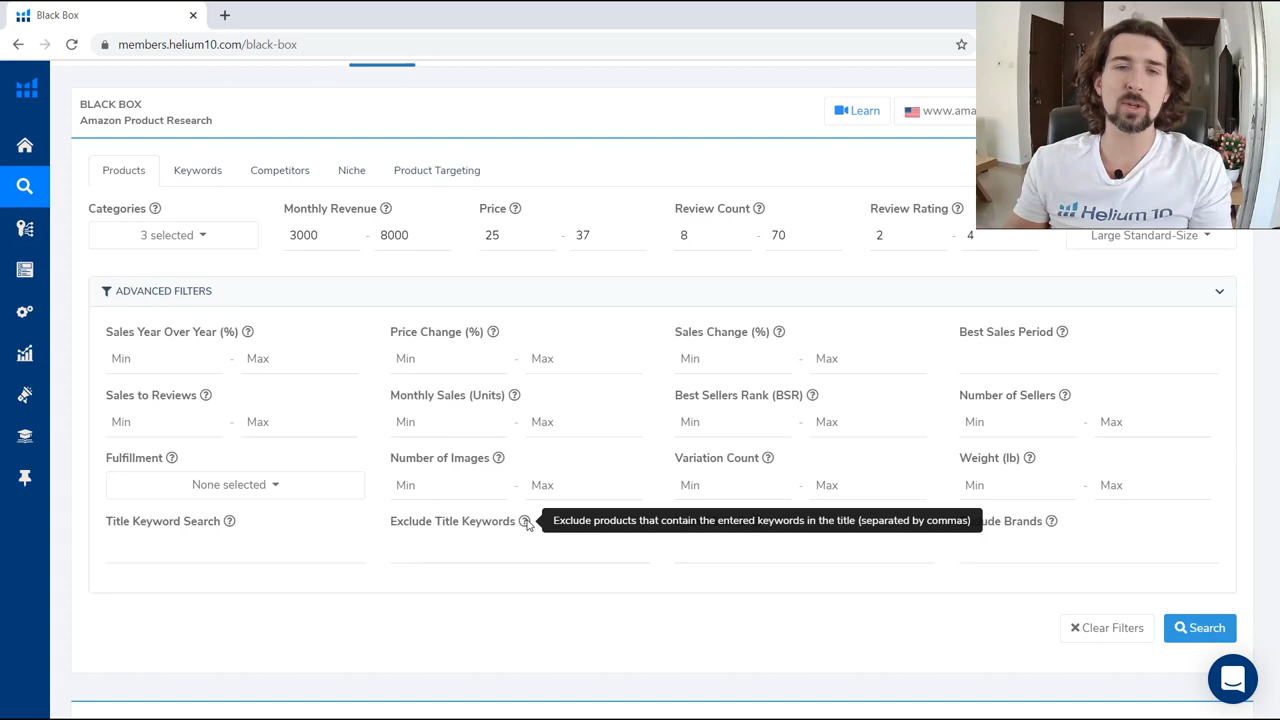 Black Box
members.helium10.com/black-box
BLACK BOX
Amazon Product Research
Learn
www.ama
Helium 10
Products
Keywords
Competitors
Niche
Product Targeting
Categories
Monthly Revenue
Price
Review Count
Review Rating
3 selected
3000 - 8000
25 - 37
8 - 70
2 - 4
Large Standard-Size
ADVANCED FILTERS
Sales Year Over Year (%)
Price Change (%)
Sales Change (%)
Best Sales Period
Min - Max
Min - Max
Min - Max
Sales to Reviews
Monthly Sales (Units)
Best Sellers Rank (BSR)
Number of Sellers
Min - Max
Min - Max
Min - Max
Min - Max
Fulfillment
Number of Images
Variation Count
Weight (lb)
None selected
Min - Max
Min - Max
Min - Max
Title Keyword Search
Exclude Title Keywords
Exclude products that contain the entered keywords in the title (separated by commas)
ude Brands
Clear Filters
Search